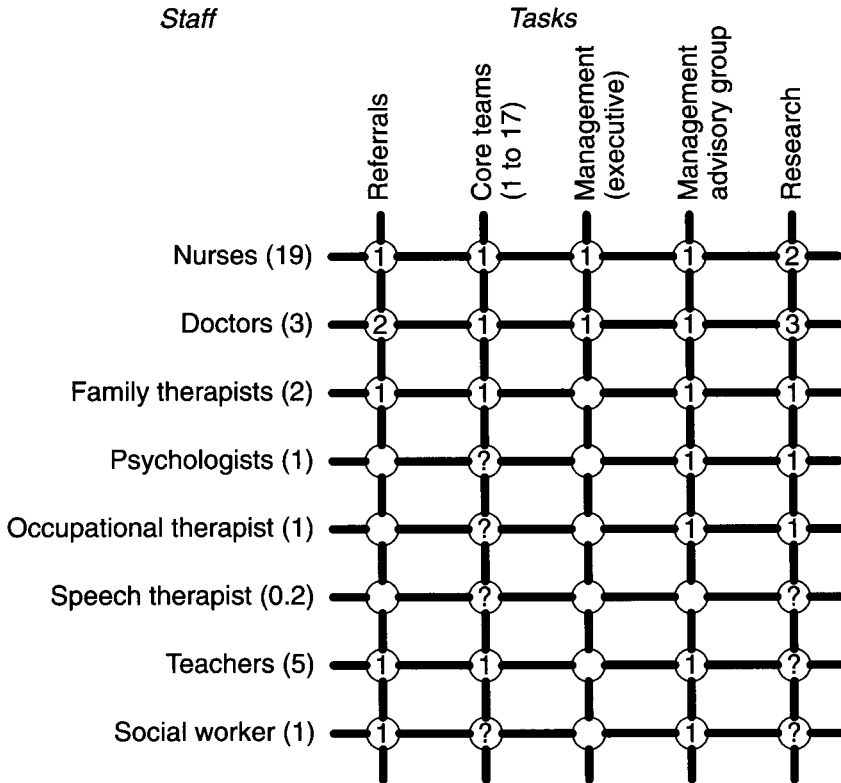 Staff Tasks
Referrals
Core teams
(1 to 17)
Management
(executive)
Management
advisory group
Research
Nurses (19) 1 1 1 1 2
Doctors (3) 2 1 1 1 3
Family therapists (2) 1 1 1 1
Psychologists (1) ? 1 1
Occupational therapist (1) ? 1 1
Speech therapist (0.2) ? ?
Teachers (5) 1 1 1 ?
Social worker (1) 1 ? 1 ?